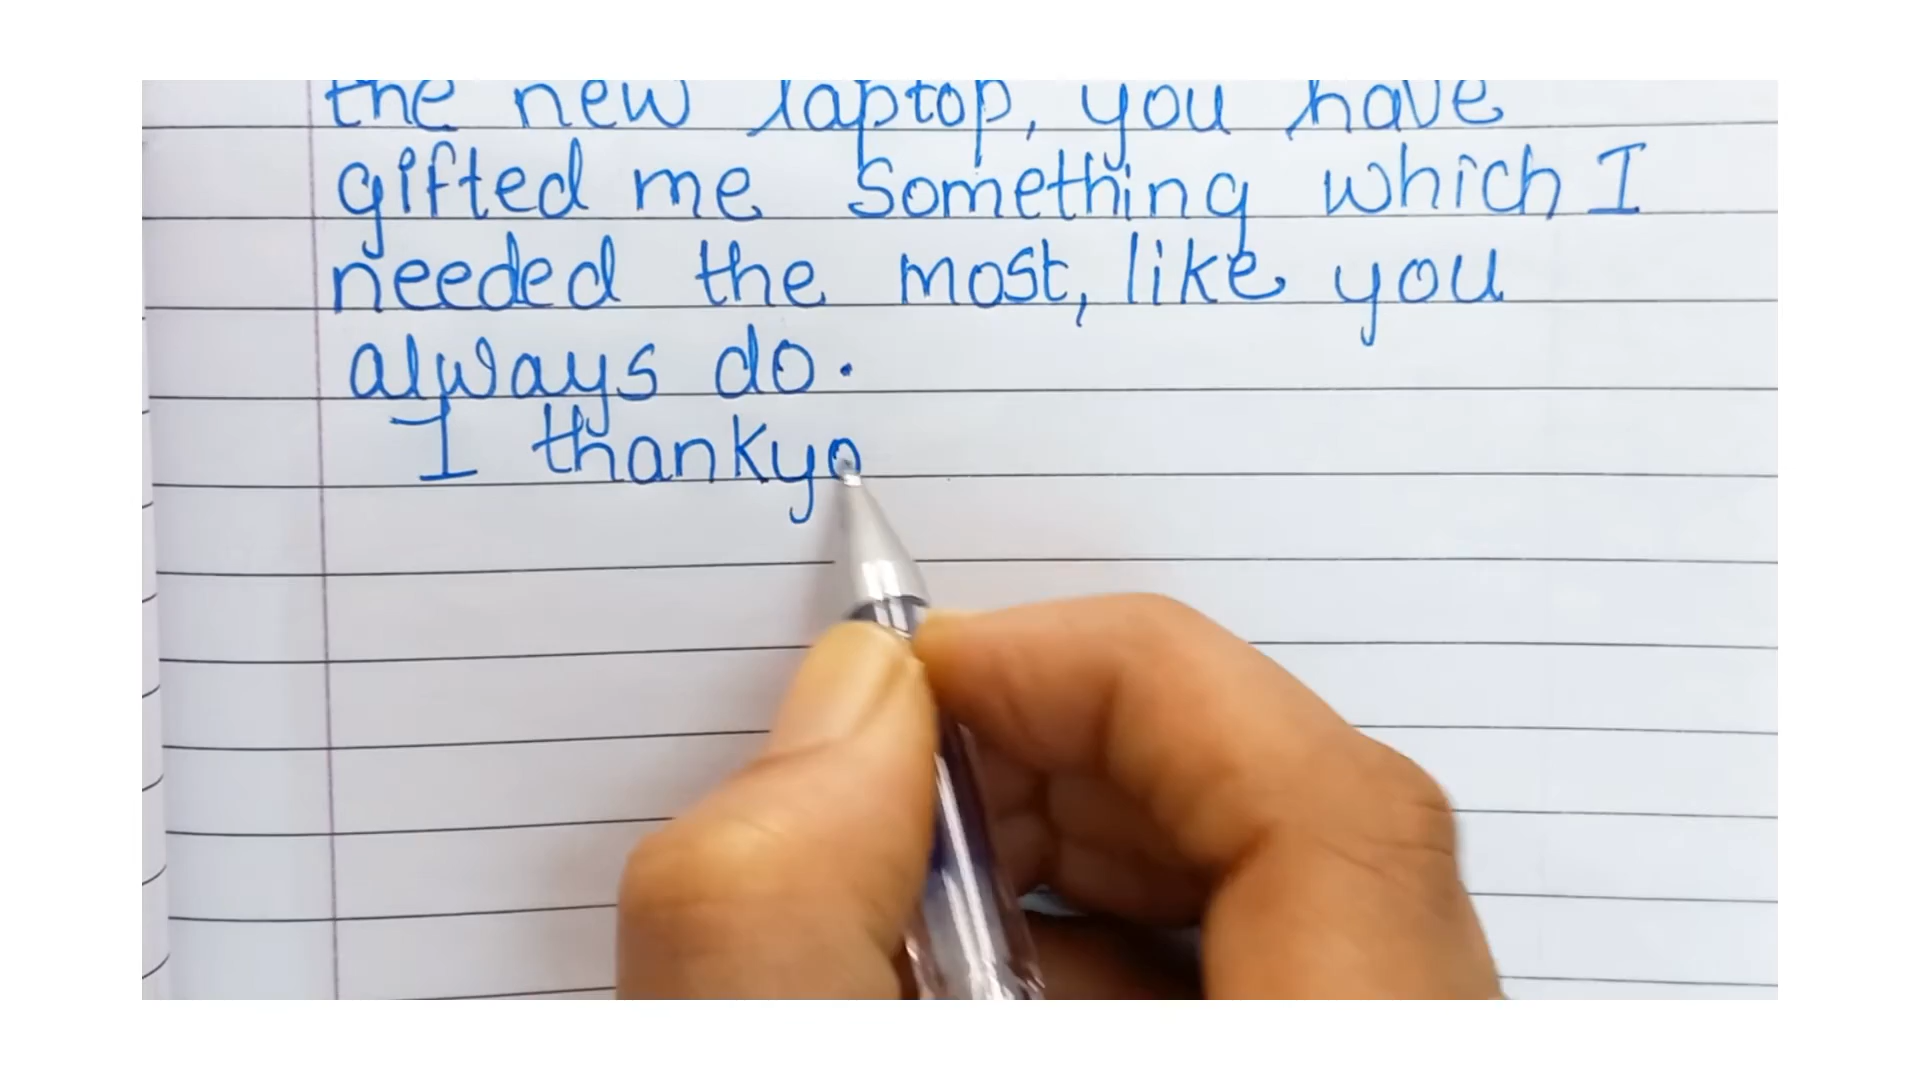 the new laptop, you have
gifted me something which I
needed the most, like you
always do.
I thankyo